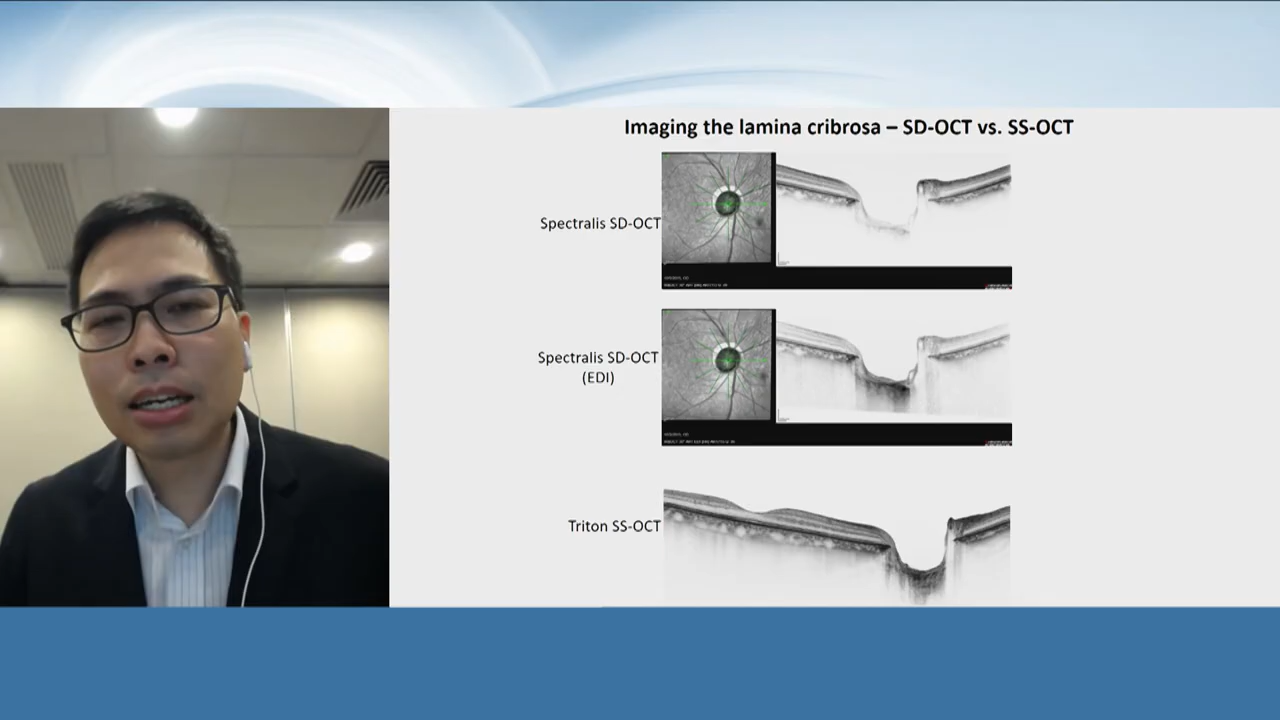 Imaging the lamina cribrosa – SD-OCT vs. SS-OCT
Spectralis SD-OCT
Spectralis SD-OCT
(EDI)
Triton SS-OCT